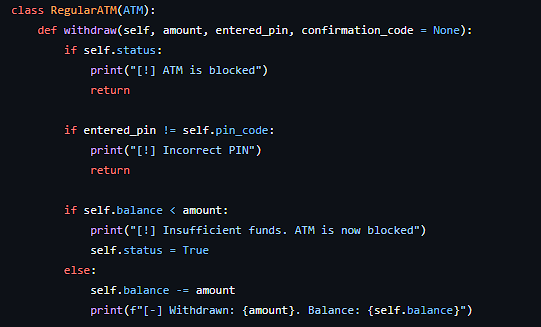 class RegularATM(ATM):
    def withdraw(self, amount, entered_pin, confirmation_code = None):
        if self.status:
            print("[!] ATM is blocked")
            return

        if entered_pin != self.pin_code:
            print("[!] Incorrect PIN")
            return

        if self.balance < amount:
            print("[!] Insufficient funds. ATM is now blocked")
            self.status = True
        else:
            self.balance -= amount
            print(f"[-] Withdrawn: {amount}. Balance: {self.balance}")